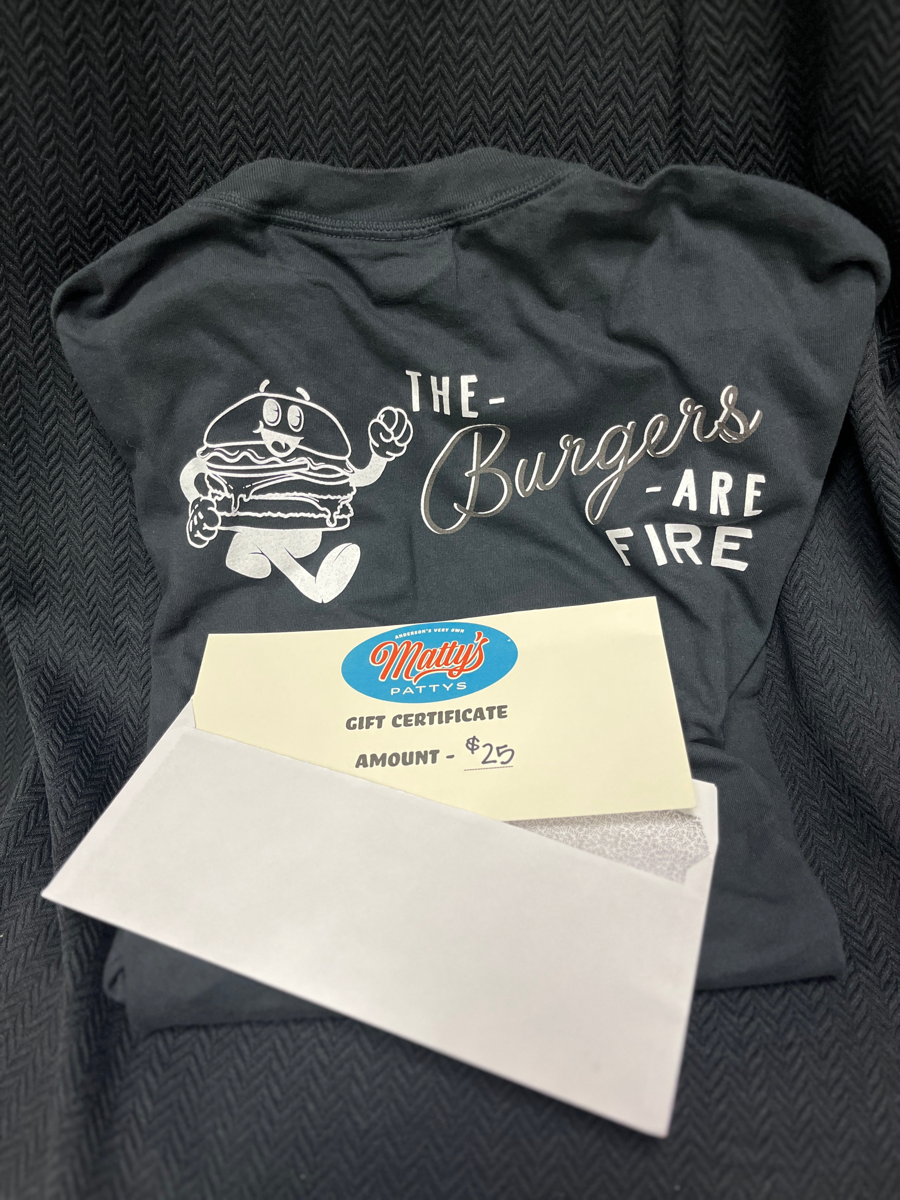 THE-
Burgers
-ARE
FIRE
ANDERSON'S VERY OWN
Matty's
PATTYS
GIFT CERTIFICATE
AMOUNT - $25